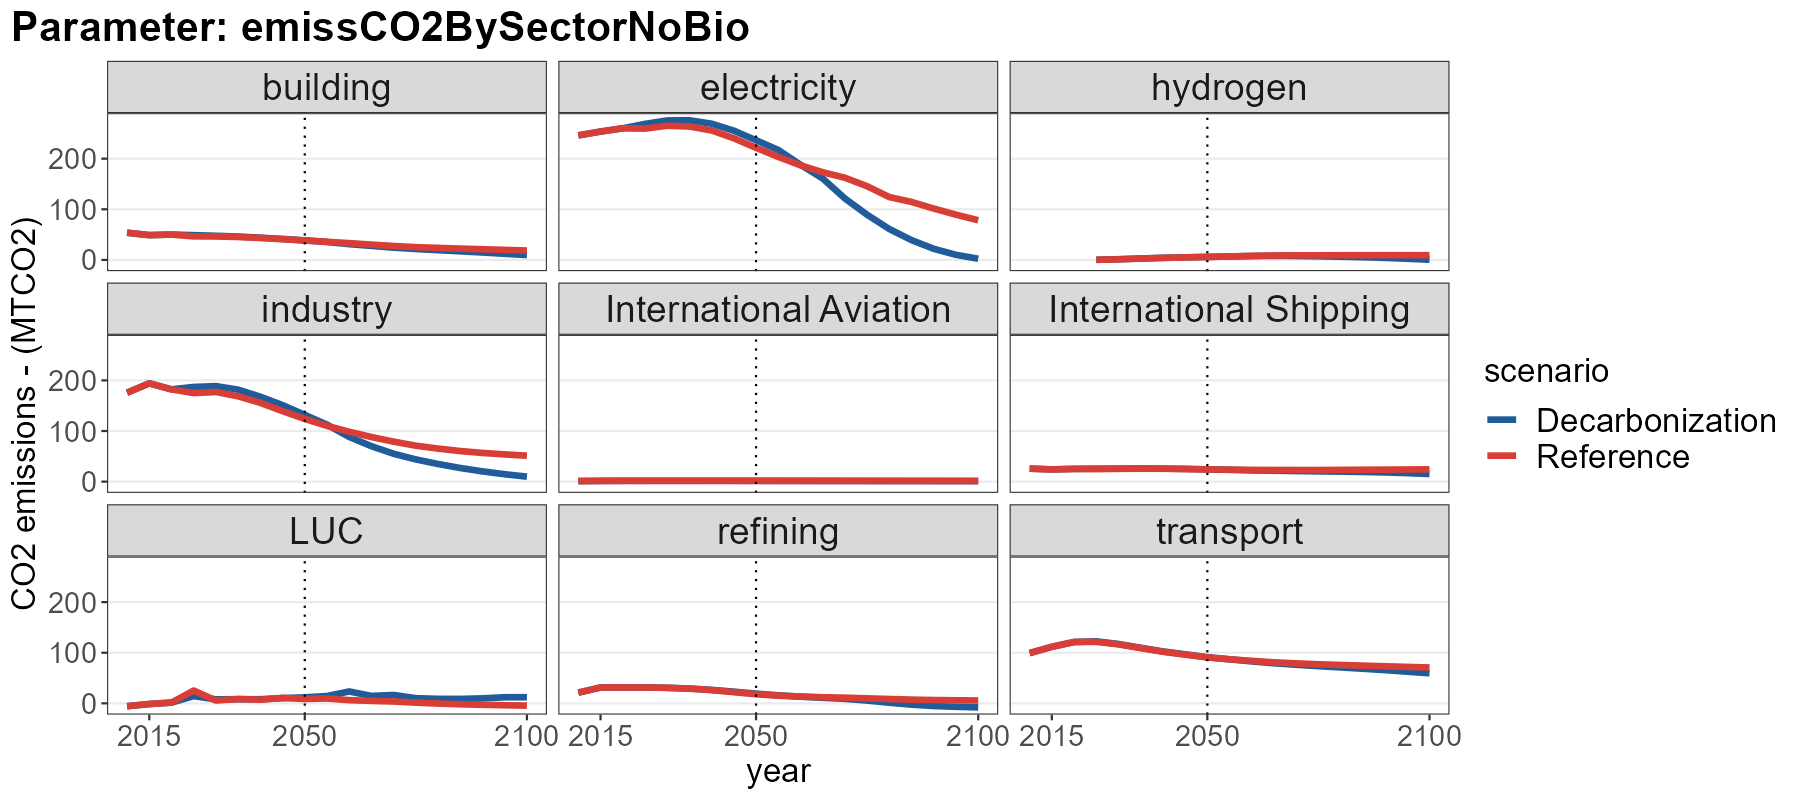 Parameter: emissCO2BySectorNoBio
building
electricity
hydrogen
200
100
0
industry
International Aviation
International Shipping
200
100
0
LUC
refining
transport
200
100
0
2015
2050
2100
2015
2050
2100
2015
2050
2100
year
CO2 emissions - (MTCO2)
scenario
Decarbonization
Reference